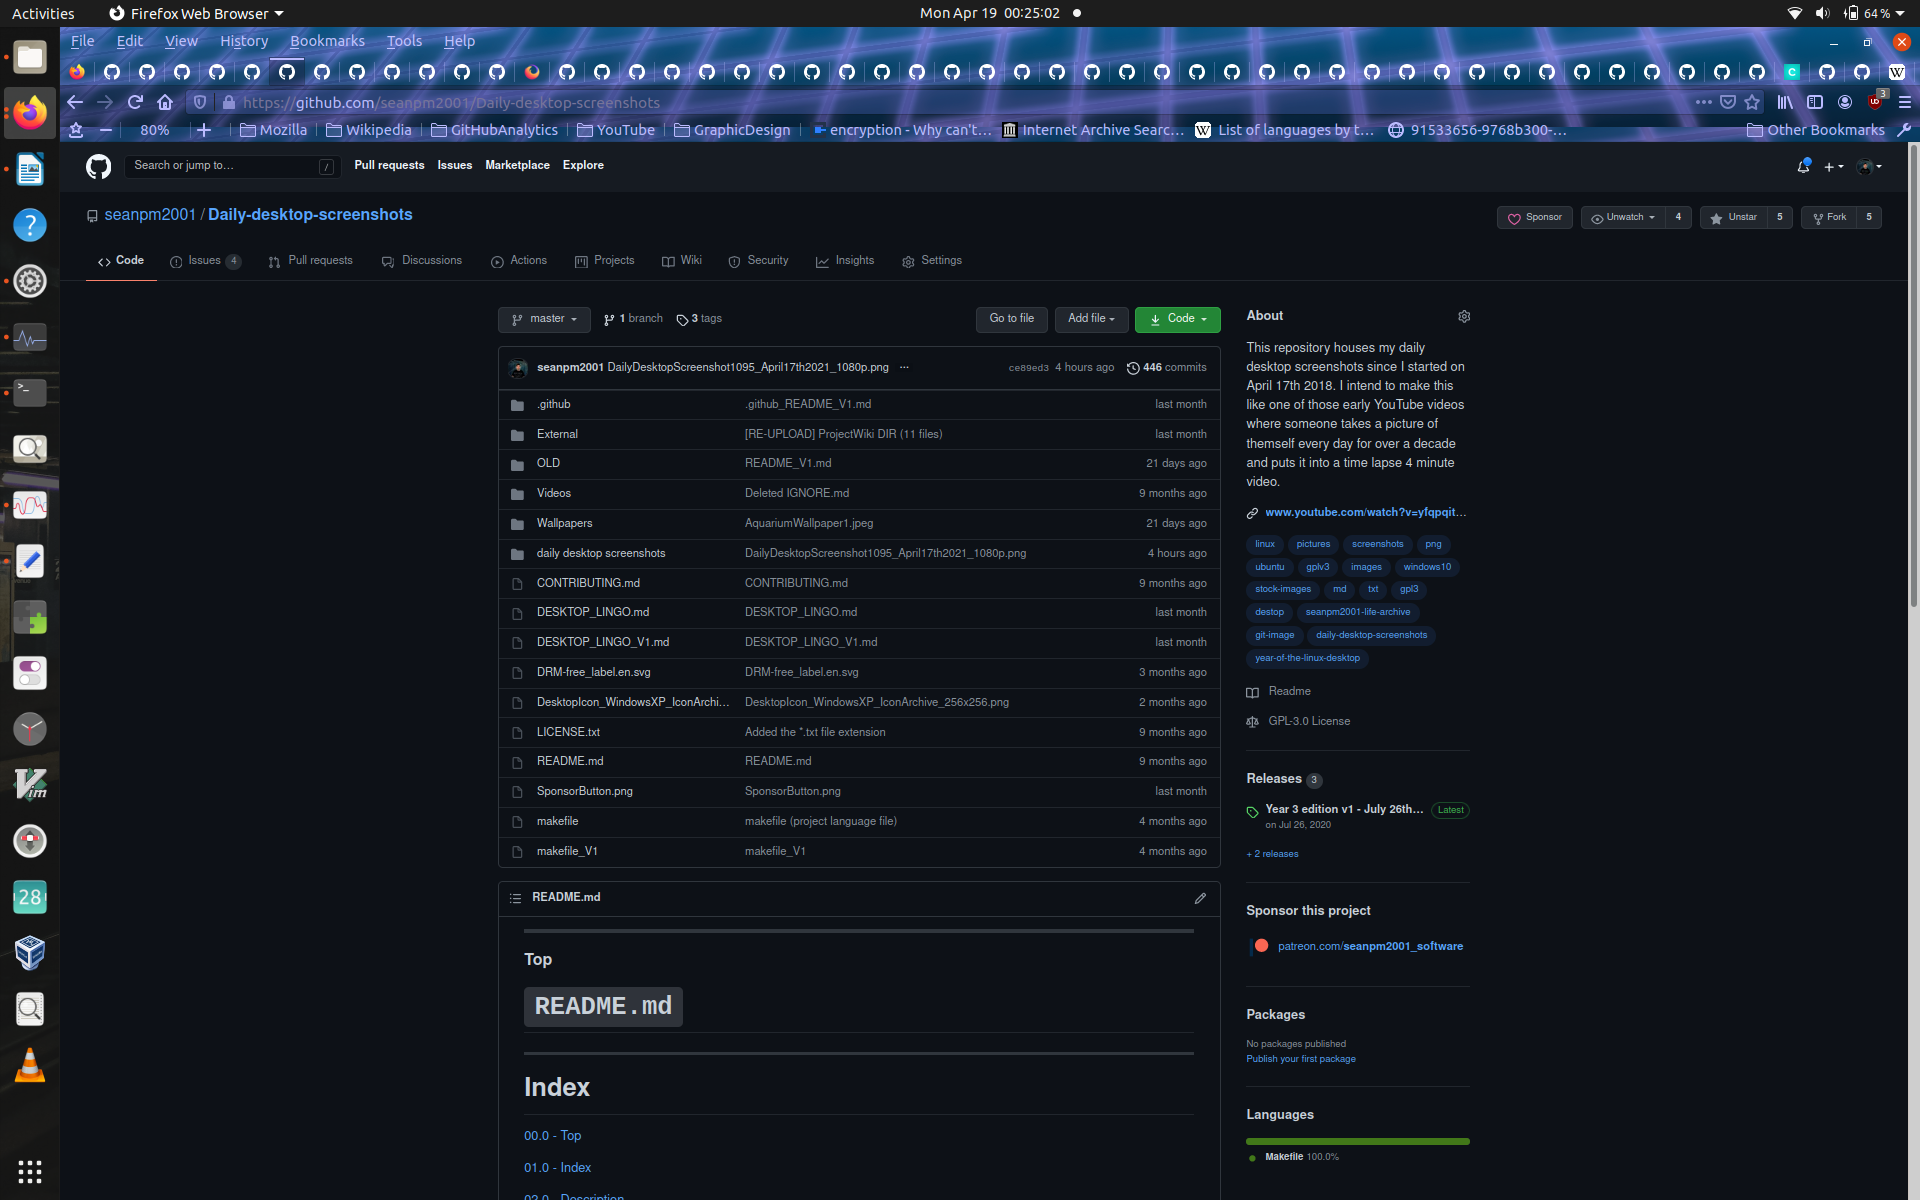 Activities
Firefox Web Browser
Mon Apr 19 00:25:02
64 %
File Edit View History Bookmarks Tools Help
https://github.com/seanpm2001/Daily-desktop-screenshots
3
80%
Mozilla
Wikipedia
GitHubAnalytics
YouTube
GraphicDesign
encryption - Why can't...
Internet Archive Searc...
List of languages by t...
91533656-9768b300-...
Other Bookmarks
Search or jump to... /
Pull requests Issues Marketplace Explore
seanpm2001 / Daily-desktop-screenshots
Sponsor
Unwatch 4
Unstar 5
Fork 5
Code
Issues 4
Pull requests
Discussions
Actions
Projects
Wiki
Security
Insights
Settings
master
1 branch
3 tags
Go to file
Add file
Code
seanpm2001 DailyDesktopScreenshot1095_April17th2021_1080p.png ...
ce89ed3 4 hours ago 446 commits
.github .github_README_V1.md last month
External [RE-UPLOAD] ProjectWiki DIR (11 files) last month
OLD README_V1.md 21 days ago
Videos Deleted IGNORE.md 9 months ago
Wallpapers AquariumWallpaper1.jpeg 21 days ago
daily desktop screenshots DailyDesktopScreenshot1095_April17th2021_1080p.png 4 hours ago
CONTRIBUTING.md CONTRIBUTING.md 9 months ago
DESKTOP_LINGO.md DESKTOP_LINGO.md last month
DESKTOP_LINGO_V1.md DESKTOP_LINGO_V1.md last month
DRM-free_label.en.svg DRM-free_label.en.svg 3 months ago
DesktopIcon_WindowsXP_IconArchi... DesktopIcon_WindowsXP_IconArchive_256x256.png 2 months ago
LICENSE.txt Added the *.txt file extension 9 months ago
README.md README.md 9 months ago
SponsorButton.png SponsorButton.png last month
makefile makefile (project language file) 4 months ago
makefile_V1 makefile_V1 4 months ago
README.md
Top
README.md
Index
00.0 - Top
01.0 - Index
02.0 - Description
About
This repository houses my daily
desktop screenshots since I started on
April 17th 2018. I intend to make this
like one of those early YouTube videos
where someone takes a picture of
themself every day for over a decade
and puts it into a time lapse 4 minute
video.
www.youtube.com/watch?v=yfqpqit...
linux pictures screenshots png
ubuntu gplv3 images windows10
stock-images md txt gpl3
destop seanpm2001-life-archive
git-image daily-desktop-screenshots
year-of-the-linux-desktop
Readme
GPL-3.0 License
Releases 3
Year 3 edition v1 - July 26th... Latest
on Jul 26, 2020
+ 2 releases
Sponsor this project
patreon.com/seanpm2001_software
Packages
No packages published
Publish your first package
Languages
Makefile 100.0%
28